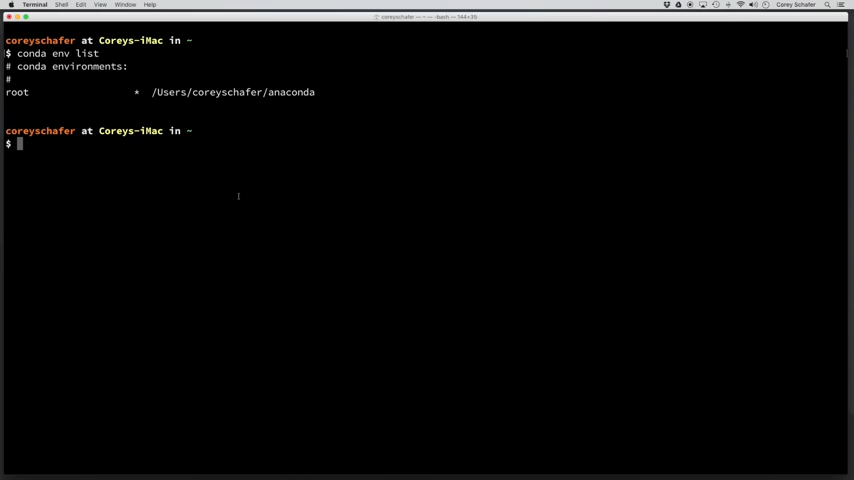 Terminal Shell Edit View Window Help Corey Schafer
coreyschafer — ~ — -bash — 144×35
coreyschafer at Coreys-iMac in ~
$ conda env list
# conda environments:
#
root * /Users/coreyschafer/anaconda
coreyschafer at Coreys-iMac in ~
$